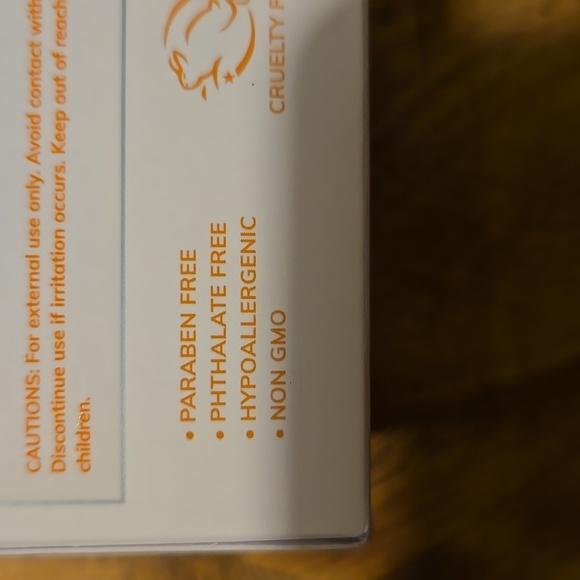 CAUTIONS: For external use only. Avoid contact with
Discontinue use if irritation occurs. Keep out of reach
children.
• PARABEN FREE
• PHTHALATE FREE
• HYPOALLERGENIC
• NON GMO
CRUELTY F